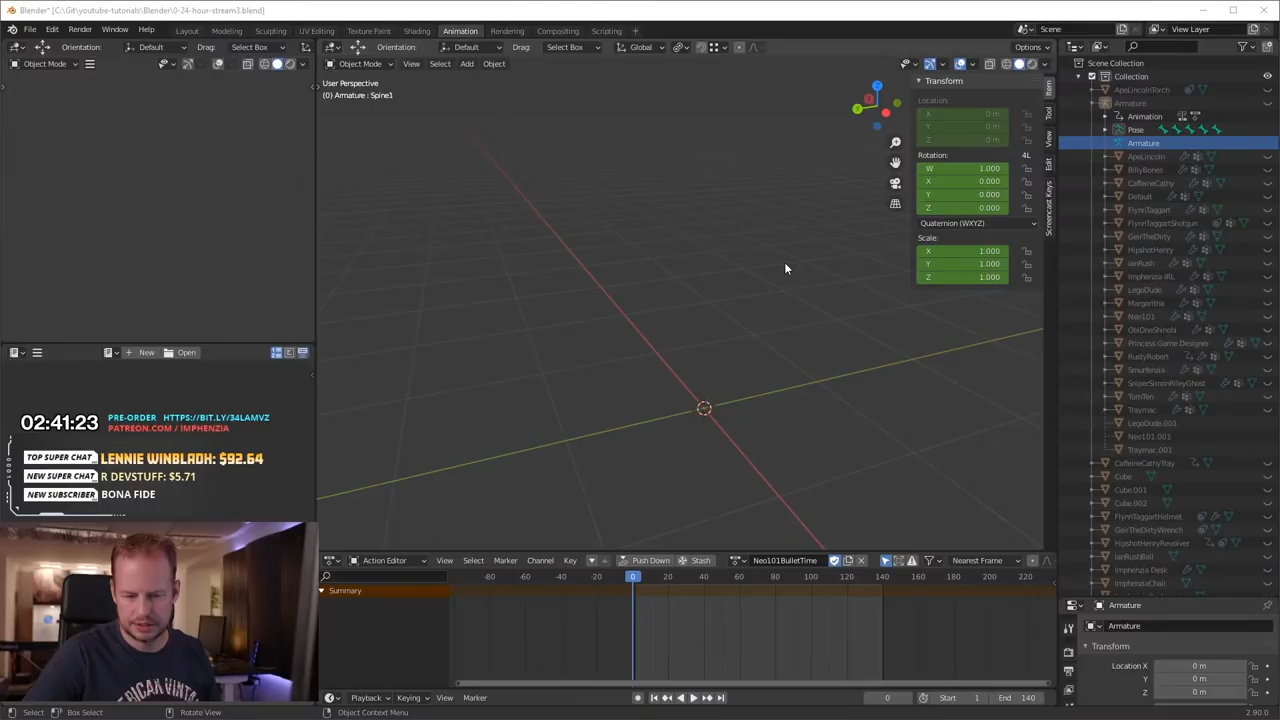 Blender* [C:\Git\youtube-tutorials\Blender\0-24-hour-stream3.blend]
File Edit Render Window Help Layout Modeling Sculpting UV Editing Texture Paint Shading Animation Rendering Compositing Scripting Scene View Layer
Orientation: Default Drag: Select Box Orientation: Default Drag: Select Box Global Options
Object Mode Object Mode View Select Add Object
User Perspective
(0) Armature : Spine1
Transform
Location:
X 0 m
Y 0 m
Z 0 m
Rotation: 4L
W 1.000
X 0.000
Y 0.000
Z 0.000
Quaternion (WXYZ)
Scale:
X 1.000
Y 1.000
Z 1.000
Item
Tool
View
Edit
Screencast Keys
Z
Y
Scene Collection
Collection
ApeLincolnTorch
Armature
Animation
Pose
Armature
ApeLincoln
BillyBones
CaffeineCathy
Default
FlynnTaggart
FlynnTaggartShotgun
GeirTheDirty
HipshotHenry
IanRush
Imphenzia IRL
LegoDude
Margaritha
Neo101
ObiOneShinobi
Princess Game Designer
RustyRobert
Smurfenzia
SniperSimonRileyGhost
TomTen
Traymac
LegoDude.001
Neo101.001
Traymac.001
CaffeineCathyTray
Cube
Cube.001
Cube.002
FlynnTaggartHelmet
GeirTheDirtyWrench
HipshotHenryRevolver
IanRushBall
Imphenzia Desk
ImphenziaChair
New Open
02:41:23
PRE-ORDER HTTPS://BIT.LY/34LAMVZ
PATREON.COM / IMPHENZIA
TOP SUPER CHAT LENNIE WINBLADH: $92.64
NEW SUPER CHAT R DEVSTUFF: $5.71
NEW SUBSCRIBER BONA FIDE
Action Editor View Select Marker Channel Key Push Down Stash Neo101BulletTime Nearest Frame
-80 -60 -40 -20 0 20 40 60 80 100 120 140 160 180 200 220
Summary
Playback Keying View Marker 0 Start 1 End 140
Armature
Armature
Transform
Location X 0 m
Y 0 m
Z 0 m
Select Box Select Rotate View Object Context Menu 2.90.0